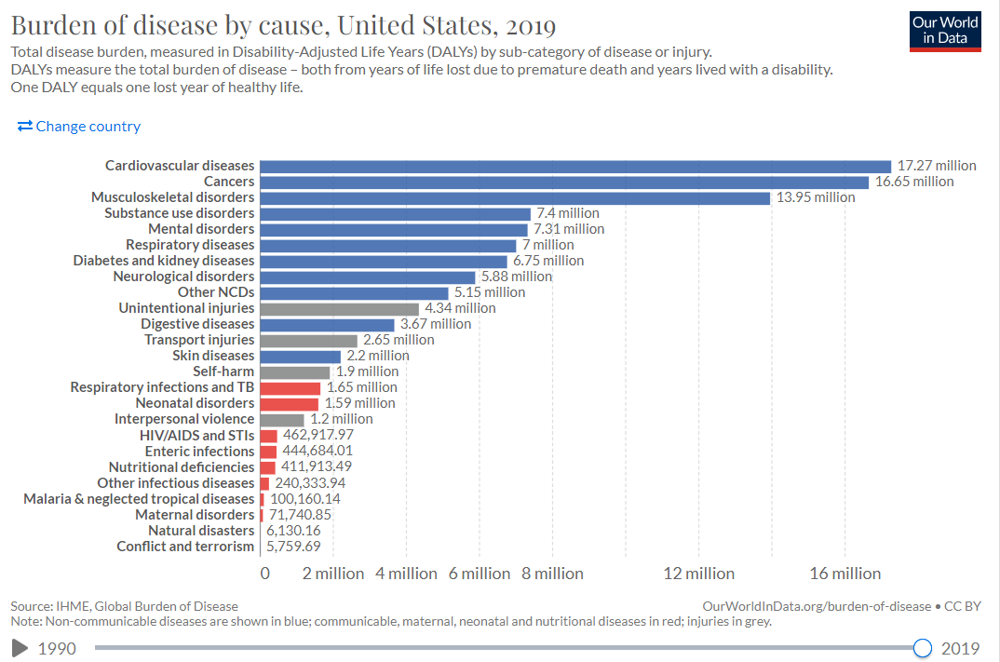 Burden of disease by cause, United States, 2019
Our World
in Data
Total disease burden, measured in Disability-Adjusted Life Years (DALYs) by sub-category of disease or injury.
DALYs measure the total burden of disease – both from years of life lost due to premature death and years lived with a disability.
One DALY equals one lost year of healthy life.
Change country
Cardiovascular diseases 17.27 million
Cancers 16.65 million
Musculoskeletal disorders 13.95 million
Substance use disorders 7.4 million
Mental disorders 7.31 million
Respiratory diseases 7 million
Diabetes and kidney diseases 6.75 million
Neurological disorders 5.88 million
Other NCDs 5.15 million
Unintentional injuries 4.34 million
Digestive diseases 3.67 million
Transport injuries 2.65 million
Skin diseases 2.2 million
Self-harm 1.9 million
Respiratory infections and TB 1.65 million
Neonatal disorders 1.59 million
Interpersonal violence 1.2 million
HIV/AIDS and STIs 462,917.97
Enteric infections 444,684.01
Nutritional deficiencies 411,913.49
Other infectious diseases 240,333.94
Malaria & neglected tropical diseases 100,160.14
Maternal disorders 71,740.85
Natural disasters 6,130.16
Conflict and terrorism 5,759.69
0 2 million 4 million 6 million 8 million 12 million 16 million
Source: IHME, Global Burden of Disease OurWorldInData.org/burden-of-disease • CC BY
Note: Non-communicable diseases are shown in blue; communicable, maternal, neonatal and nutritional diseases in red; injuries in grey.
1990 2019